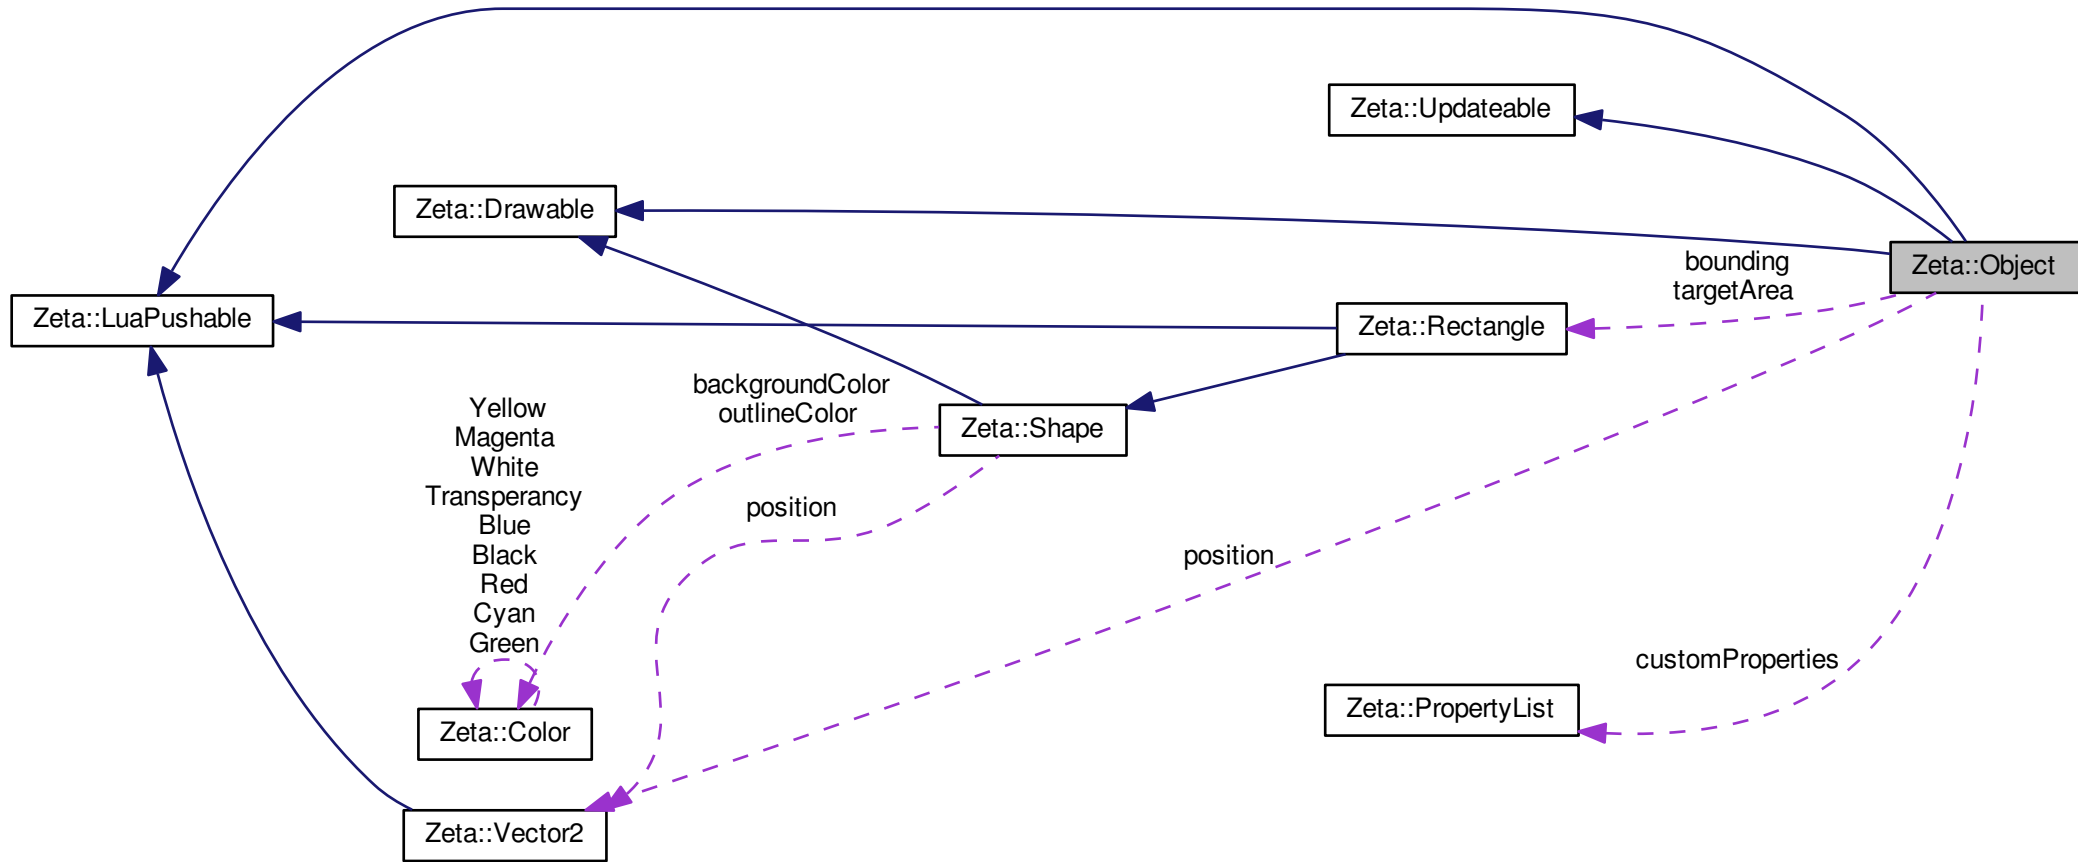 Zeta::Updateable
Zeta::Drawable
Zeta::Object
bounding
targetArea
Zeta::LuaPushable
Zeta::Rectangle
backgroundColor
outlineColor
Zeta::Shape
Yellow
Magenta
White
Transperancy
Blue
Black
Red
Cyan
Green
position
position
customProperties
Zeta::PropertyList
Zeta::Color
Zeta::Vector2